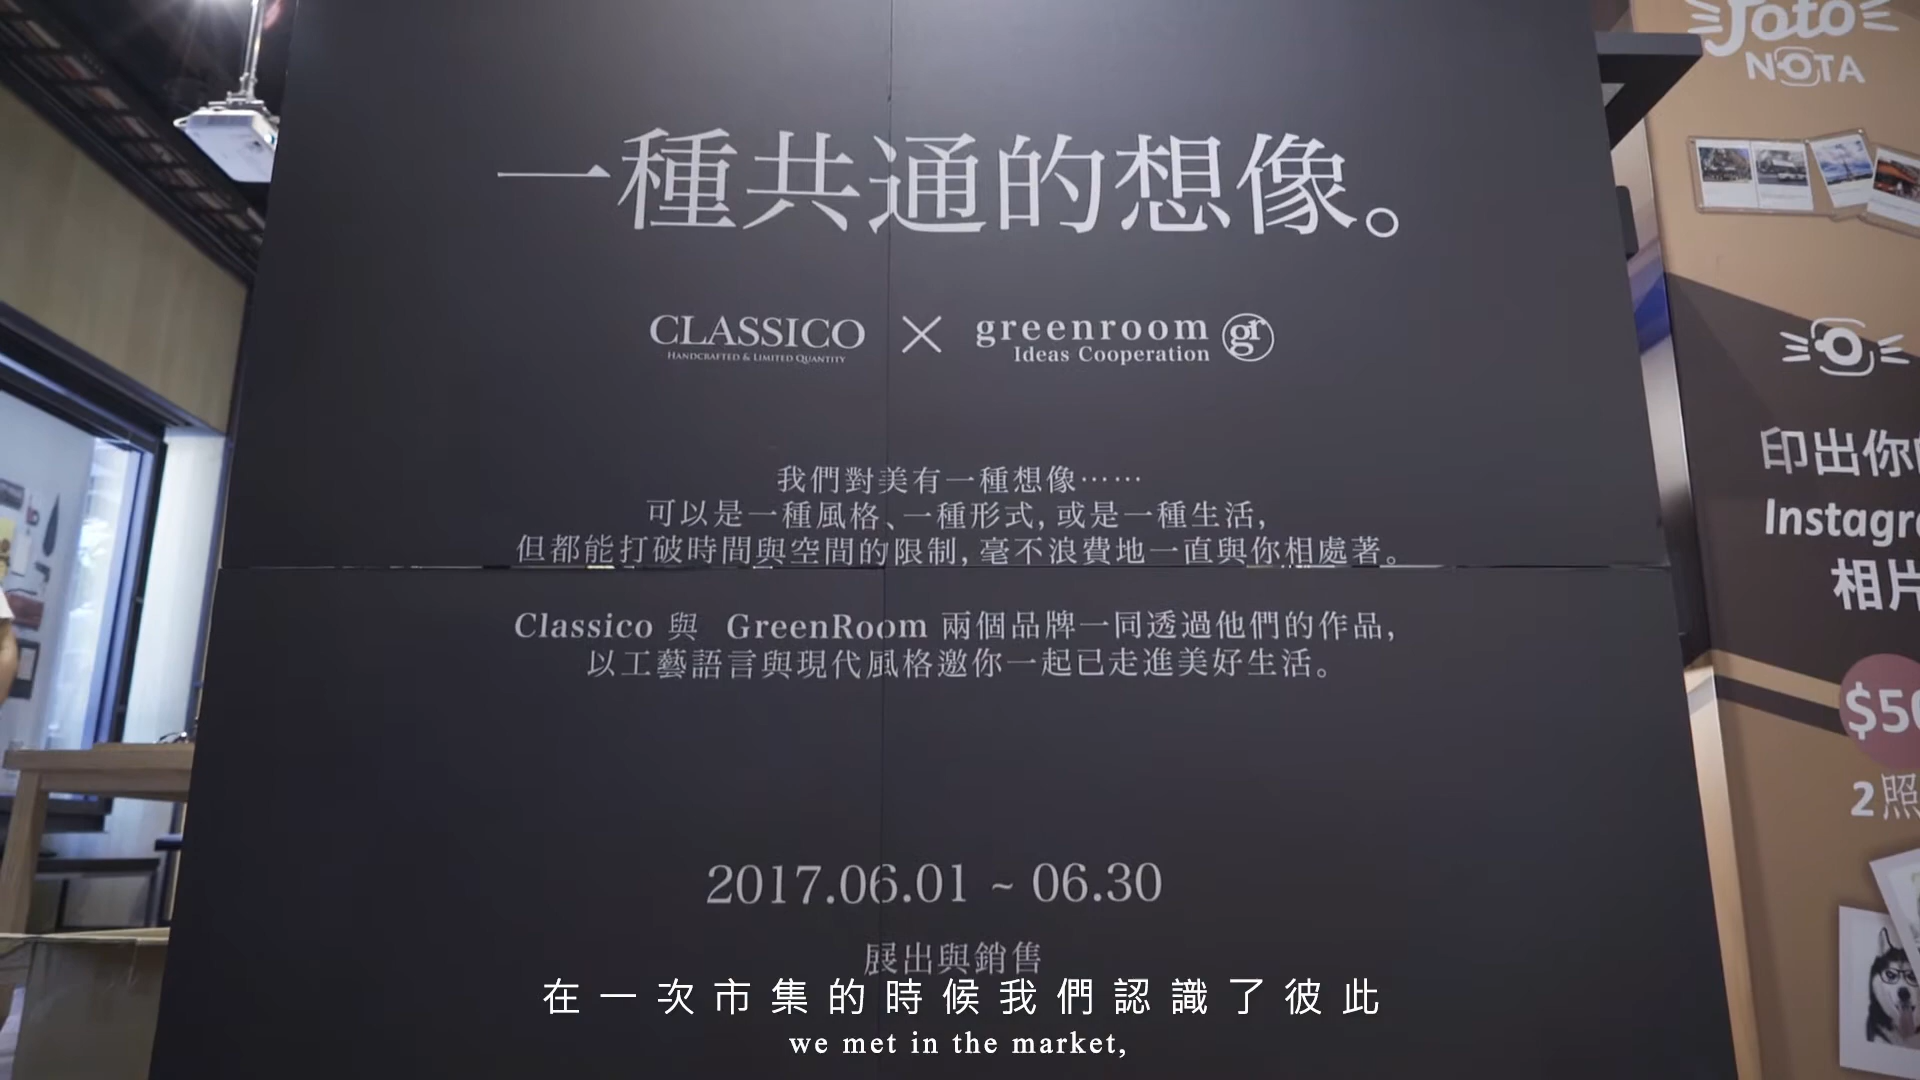 一種共通的想像。
CLASSICO
HANDCRAFTED & LIMITED QUANTITY
×
greenroom gr
Ideas Cooperation
我們對美有一種想像⋯⋯
可以是一種風格、一種形式,或是一種生活,
但都能打破時間與空間的限制,毫不浪費地一直與你相處著。
Classico 與 GreenRoom 兩個品牌一同透過他們的作品,
以工藝語言與現代風格邀你一起已走進美好生活。
2017.06.01 ~ 06.30
展出與銷售
在一次市集的時候我們認識了彼此
we met in the market,
foto
NOTA
印出你
Instagr
相片
$50
2照